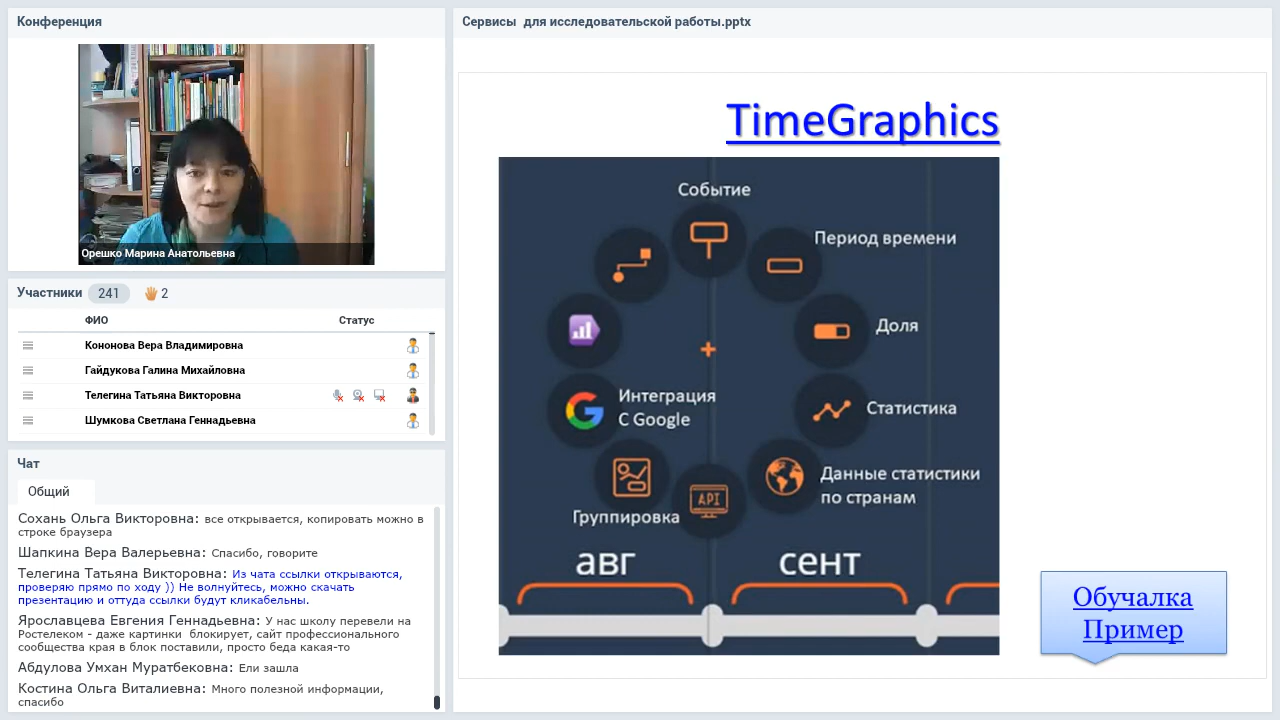 Конференция
Орешко Марина Анатольевна
Участники 241 2
ФИО Статус
Кононова Вера Владимировна
Гайдукова Галина Михайловна
Телегина Татьяна Викторовна
Шумкова Светлана Геннадьевна
Чат
Общий
Сохань Ольга Викторовна: все открывается, копировать можно в
строке браузера
Шапкина Вера Валерьевна: Спасибо, говорите
Телегина Татьяна Викторовна: Из чата ссылки открываются,
проверяю прямо по ходу )) Не волнуйтесь, можно скачать
презентацию и оттуда ссылки будут кликабельны.
Ярославцева Евгения Геннадьевна: У нас школу перевели на
Ростелеком - даже картинки блокирует, сайт профессионального
сообщества края в блок поставили, просто беда какая-то
Абдулова Умхан Муратбековна: Ели зашла
Костина Ольга Виталиевна: Много полезной информации,
спасибо
Сервисы для исследовательской работы.pptx
TimeGraphics
Событие
Период времени
Доля
Интеграция
С Google
Статистика
Данные статистики
по странам
API
Группировка
авг сент
Обучалка
Пример